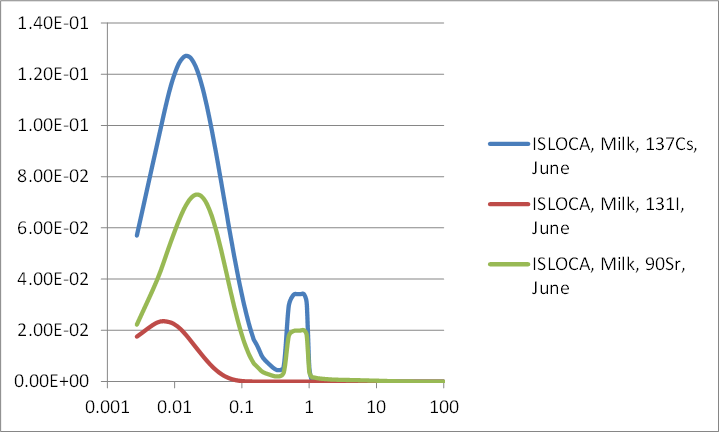 1.40E-01
1.20E-01
1.00E-01
8.00E-02
6.00E-02
4.00E-02
2.00E-02
0.00E+00
0.001 0.01 0.1 1 10 100
ISLOCA, Milk, 137Cs,
June
ISLOCA, Milk, 131I,
June
ISLOCA, Milk, 90Sr,
June